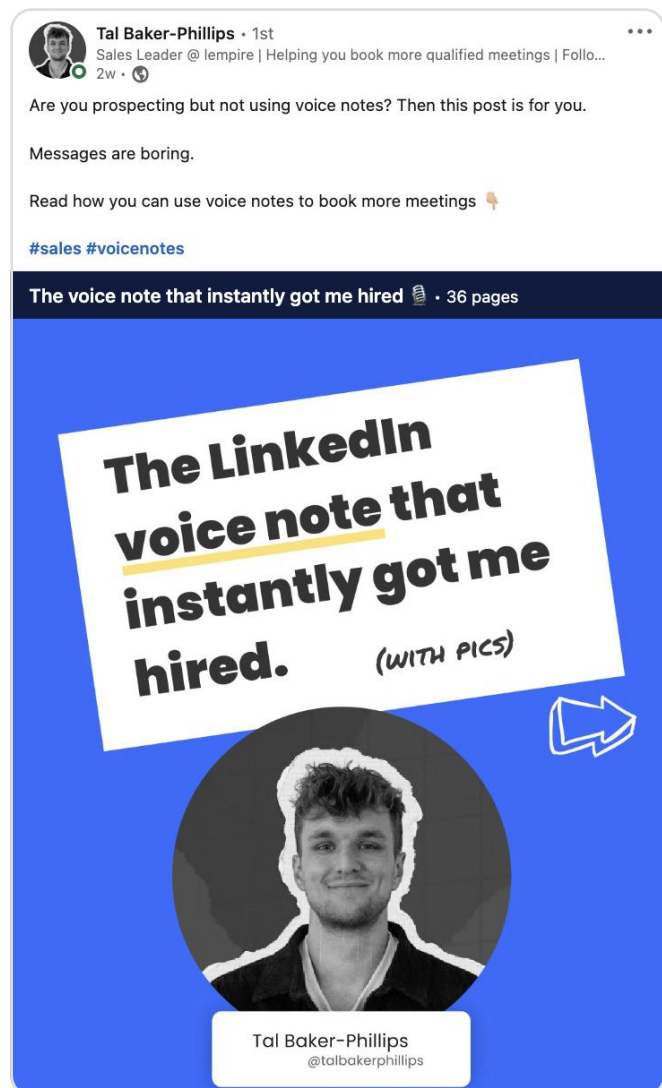 Tal Baker-Phillips • 1st
Sales Leader @ lempire | Helping you book more qualified meetings | Follo...
2w •
Are you prospecting but not using voice notes? Then this post is for you.
Messages are boring.
Read how you can use voice notes to book more meetings 👇🏼
#sales #voicenotes
The voice note that instantly got me hired 🎙️ • 36 pages
The LinkedIn
voice note that
instantly got me
hired.
(WITH PICS)
Tal Baker-Phillips
@talbakerphillips